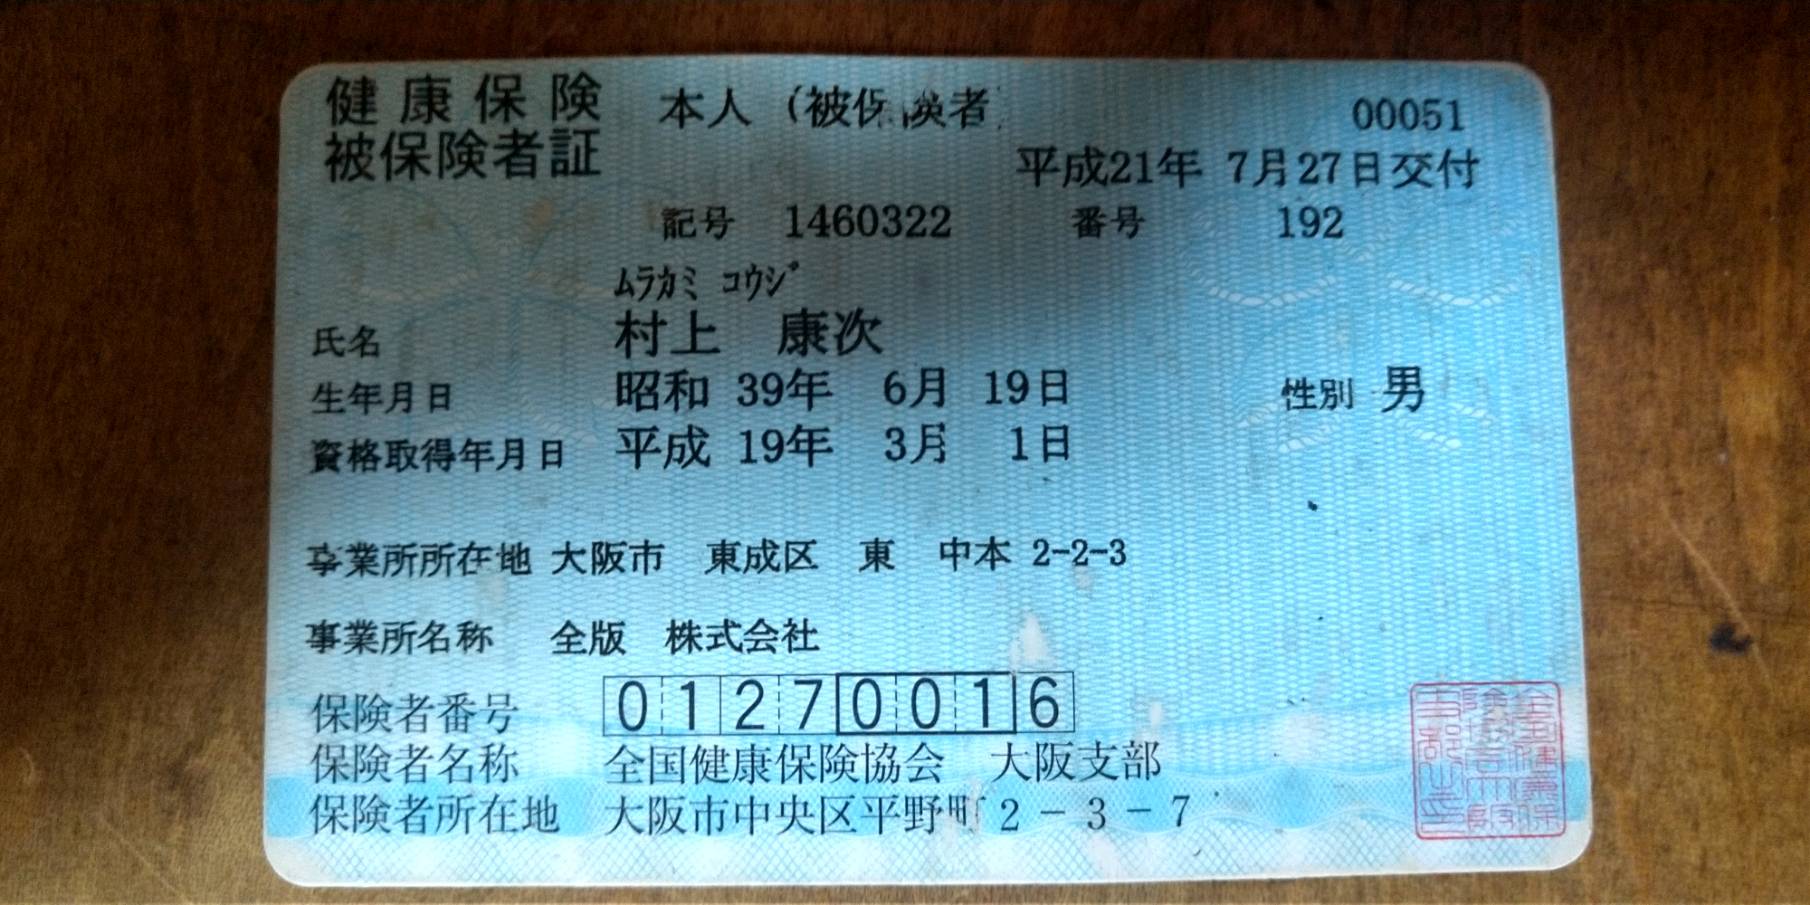 健康保険 本人（被保険者） 00051
被保険者証 平成21年 7月27日交付
記号 1460322 番号 192
ムラカミ コウジ
氏名 村上 康次
生年月日 昭和 39年 6月 19日 性別 男
資格取得年月日 平成 19年 3月 1日
事業所所在地 大阪市 東成区 東 中本 2-2-3
事業所名称 全版 株式会社
保険者番号 01270016
保険者名称 全国健康保険協会 大阪支部
保険者所在地 大阪市中央区平野町2－3－7